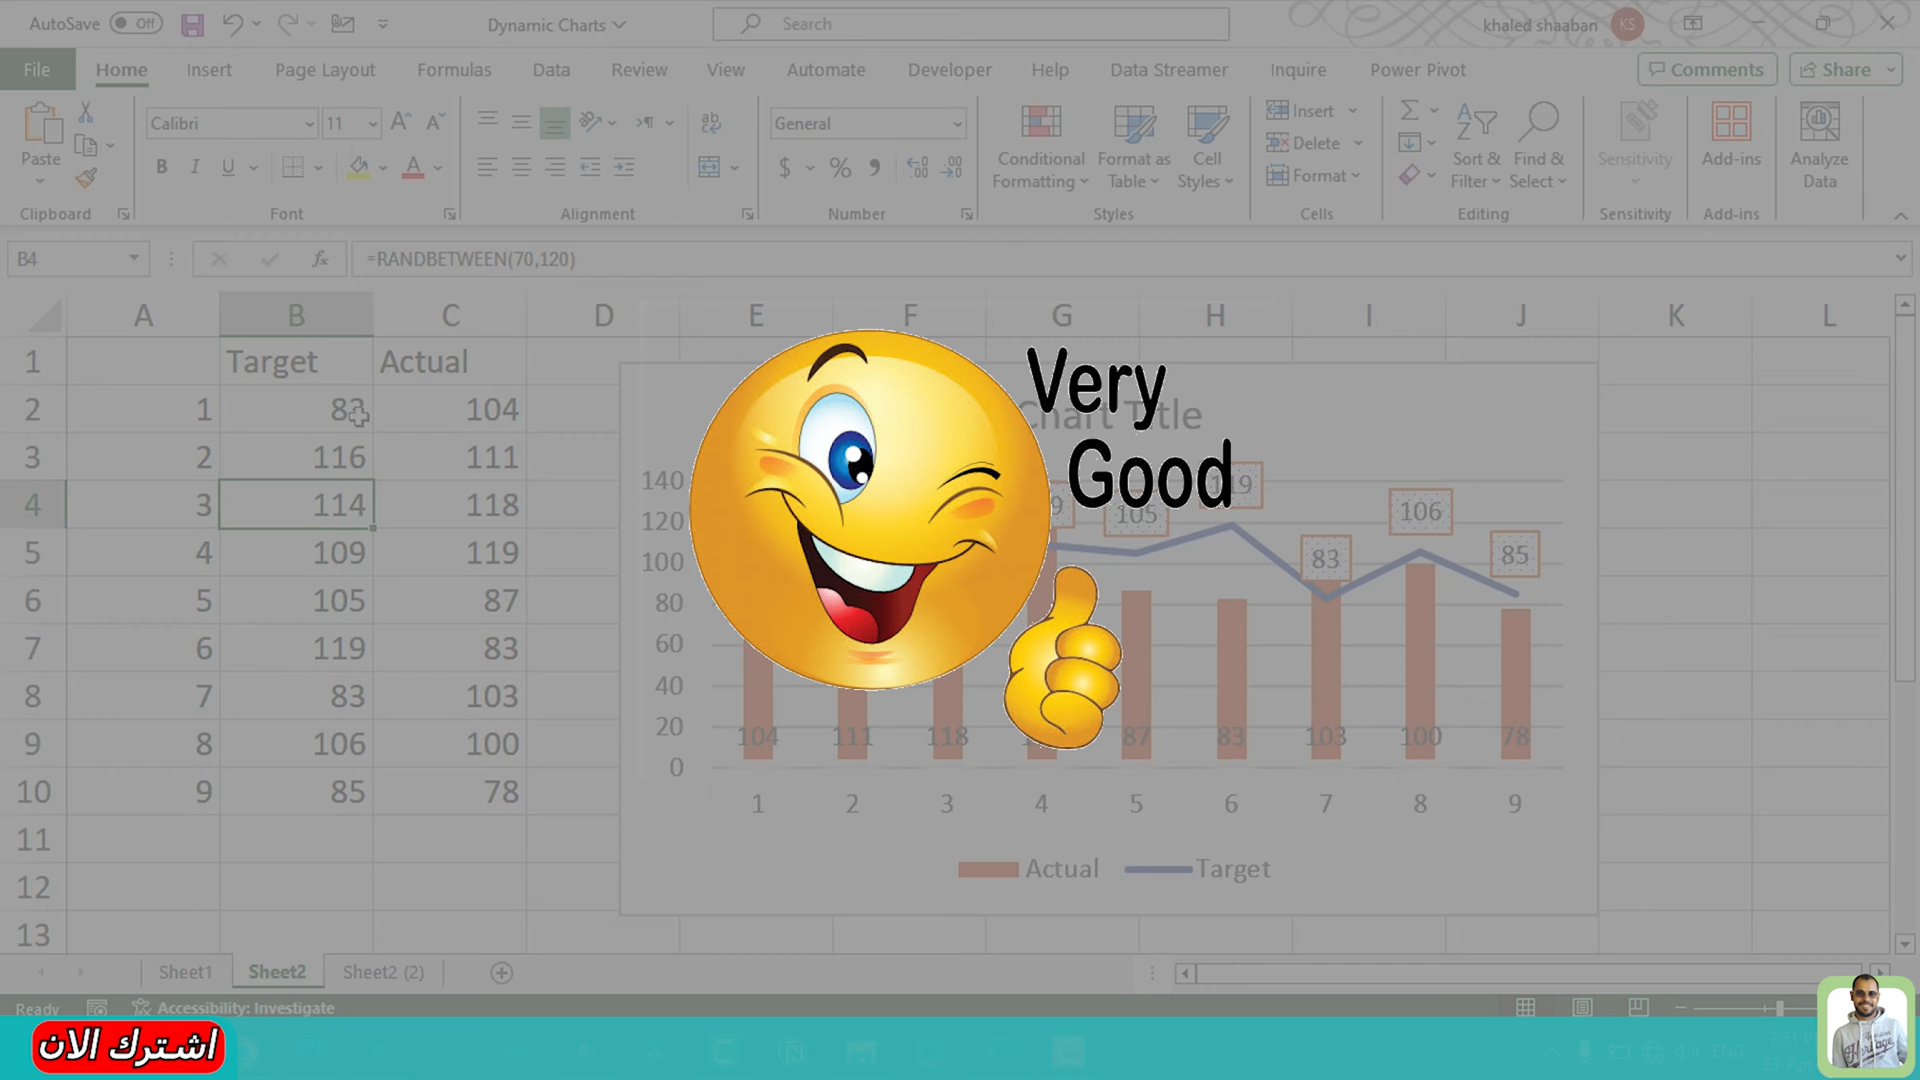 AutoSave Off Dynamic Charts Search khaled shaaban KS
File Home Insert Page Layout Formulas Data Review View Automate Developer Help Data Streamer Inquire Power Pivot Comments Share
Paste
Calibri 11
B I U
General
$ %
Conditional Formatting
Format as Table
Cell Styles
Insert
Delete
Format
Sort & Filter
Find & Select
Sensitivity
Add-ins
Analyze Data
Clipboard Font Alignment Number Styles Cells Editing Sensitivity Add-ins
B4 fx =RANDBETWEEN(70,120)
A B C D E F G H I J K L
1 Target Actual
2 1 83 104
3 2 116 111
4 3 114 118
5 4 109 119
6 5 105 87
7 6 119 83
8 7 83 103
9 8 106 100
10 9 85 78
11
12
13
Very
Good
Chart Title
140
120
100
80
60
40
20
0
105 119 83 106 85
104 111 118 87 83 103 100 78
1 2 3 4 5 6 7 8 9
Actual Target
Sheet1 Sheet2 Sheet2 (2)
Ready Accessibility: Investigate
اشترك الان
ENG